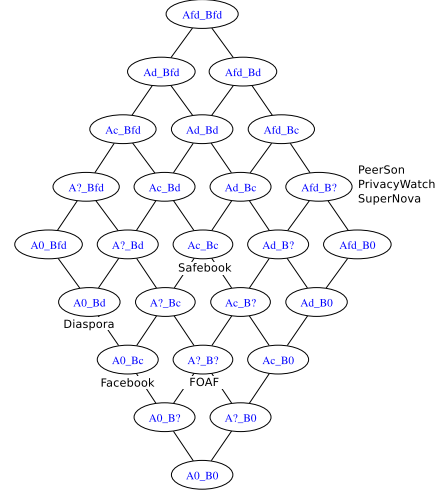 Afd_Bfd
Ad_Bfd Afd_Bd
Ac_Bfd Ad_Bd Afd_Bc
PeerSon
A?_Bfd Ac_Bd Ad_Bc Afd_B? PrivacyWatch
SuperNova
A0_Bfd A?_Bd Ac_Bc Ad_B? Afd_B0
Safebook
A0_Bd A?_Bc Ac_B? Ad_B0
Diaspora
A0_Bc A?_B? Ac_B0
Facebook FOAF
A0_B? A?_B0
A0_B0